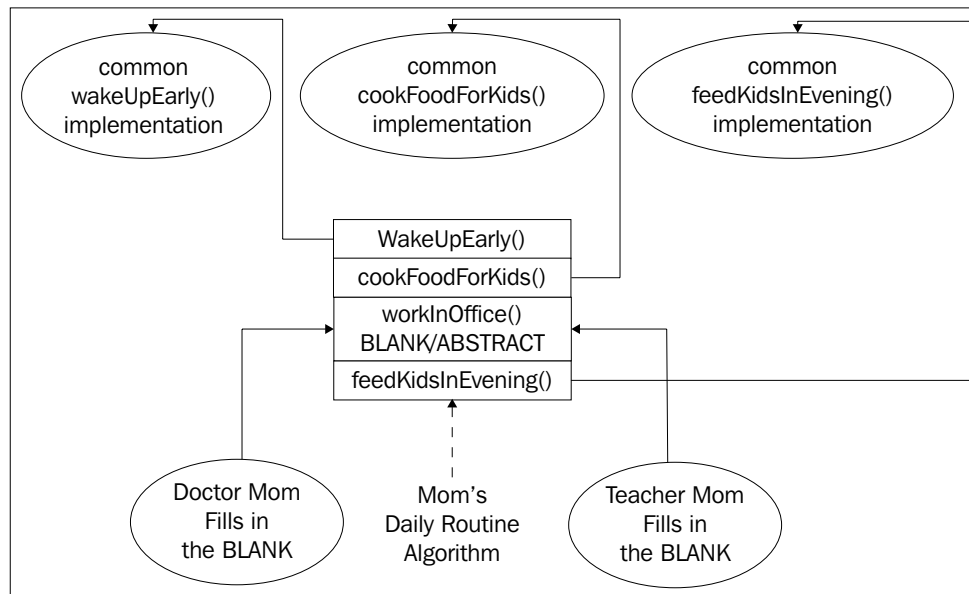 common
wakeUpEarly()
implementation
common
cookFoodForKids()
implementation
common
feedKidsInEvening()
implementation
WakeUpEarly()
cookFoodForKids()
workInOffice()
BLANK/ABSTRACT
feedKidsInEvening()
Doctor Mom
Fills in
the BLANK
Mom's
Daily Routine
Algorithm
Teacher Mom
Fills in
the BLANK